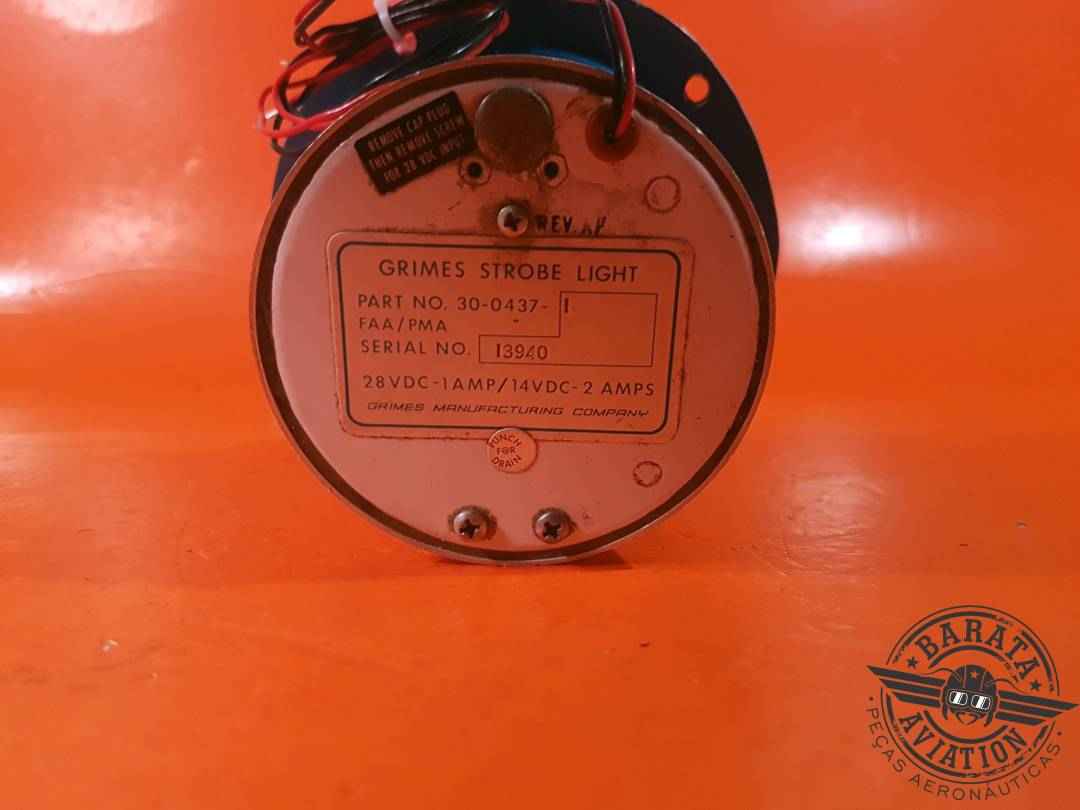 REMOVE CAP PLUG
THEN REMOVE SCREW
FOR 28 VDC INPUT
REV.
GRIMES STROBE LIGHT
PART NO. 30-0437- 1
FAA/PMA
SERIAL NO. 13940
28VDC-1AMP/14VDC-2 AMPS
GRIMES MANUFACTURING COMPANY
PUNCH
FOR
DRAIN
BARATA
AVIATION
PEÇAS AERONÁUTICAS